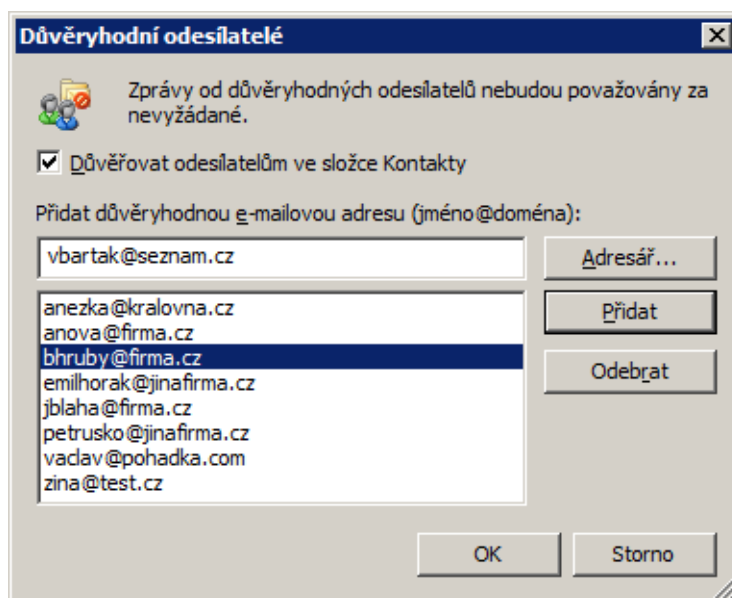 Důvěryhodní odesílatelé
Zprávy od důvěryhodných odesílatelů nebudou považovány za
nevyžádané.
Důvěřovat odesílatelům ve složce Kontakty
Přidat důvěryhodnou e-mailovou adresu (jméno@doména):
vbartak@seznam.cz
Adresář...
anezka@kralovna.cz
anova@firma.cz
bhruby@firma.cz
emilhorak@jinafirma.cz
jblaha@firma.cz
petrusko@jinafirma.cz
vaclav@pohadka.com
zina@test.cz
Přidat
Odebrat
OK
Storno